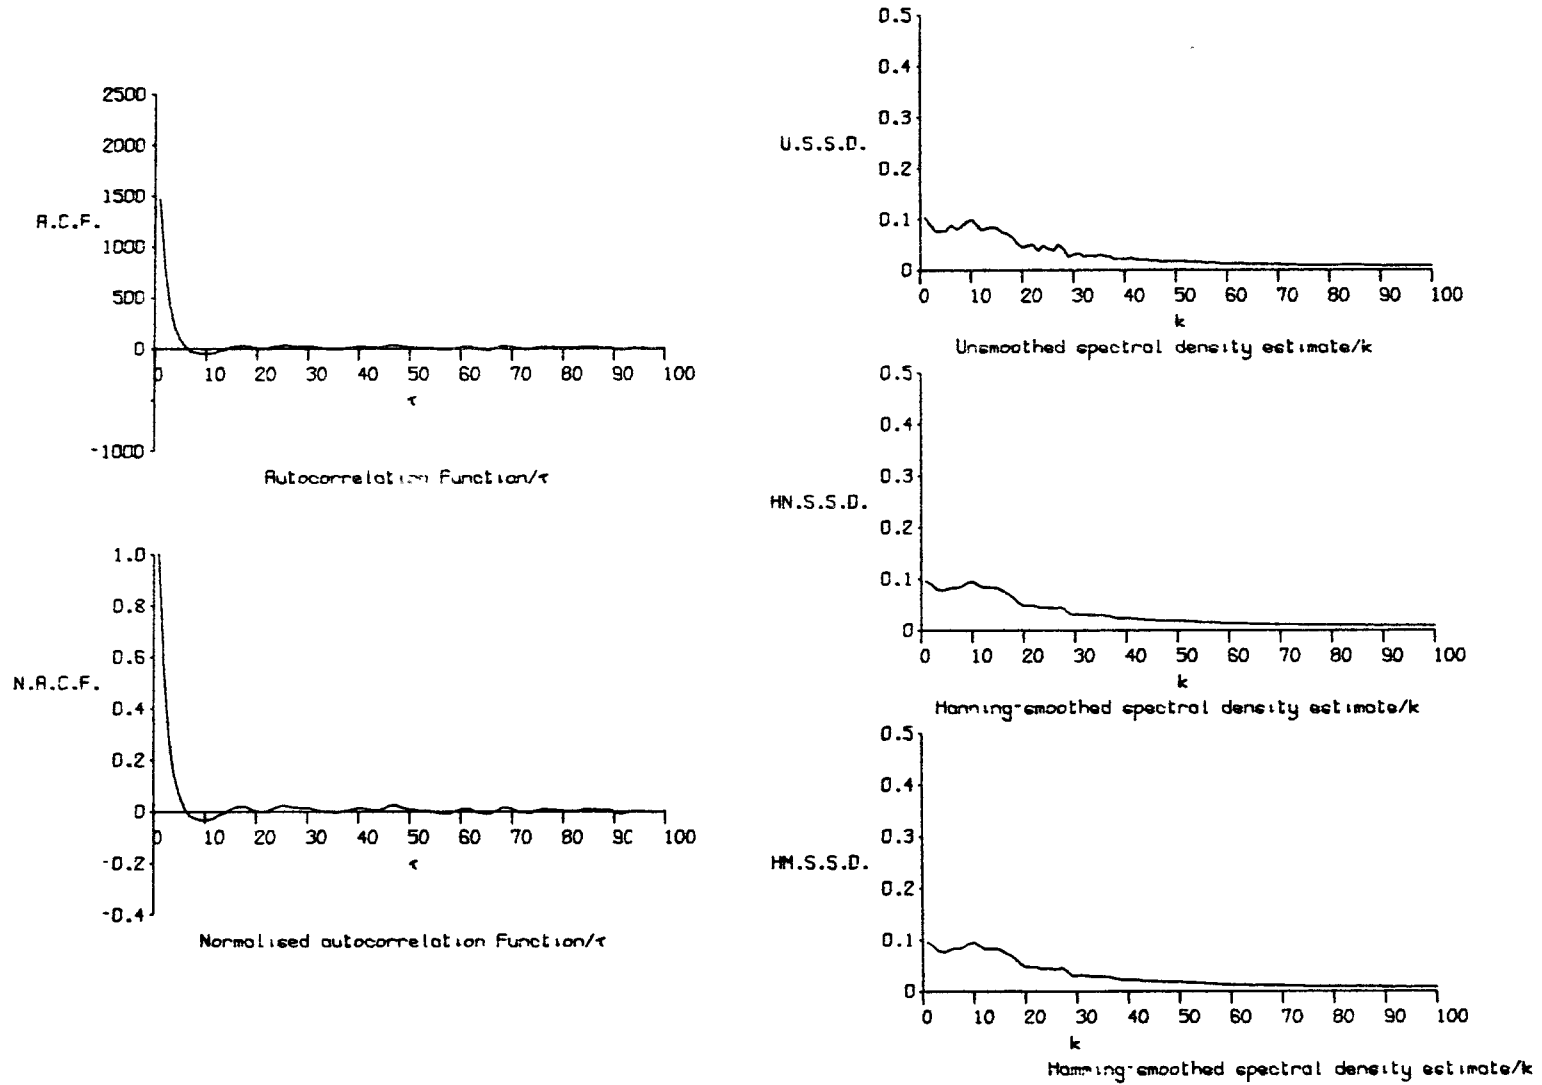 2500
2000
1500
A.C.F.
1000
500
0
0 10 20 30 40 50 60 70 80 90 100
τ
-1000
Autocorrelation Function/τ
1.0
0.8
0.6
N.A.C.F.
0.4
0.2
0
0 10 20 30 40 50 60 70 80 90 100
τ
-0.2
-0.4
Normalised autocorrelation Function/τ
0.5
0.4
0.3
U.S.S.D.
0.2
0.1
0
0 10 20 30 40 50 60 70 80 90 100
k
Unsmoothed spectral density estimate/k
0.5
0.4
0.3
HN.S.S.D.
0.2
0.1
0
0 10 20 30 40 50 60 70 80 90 100
k
Hanning-smoothed spectral density estimate/k
0.5
0.4
0.3
HM.S.S.D.
0.2
0.1
0
0 10 20 30 40 50 60 70 80 90 100
k
Hamming-smoothed spectral density estimate/k